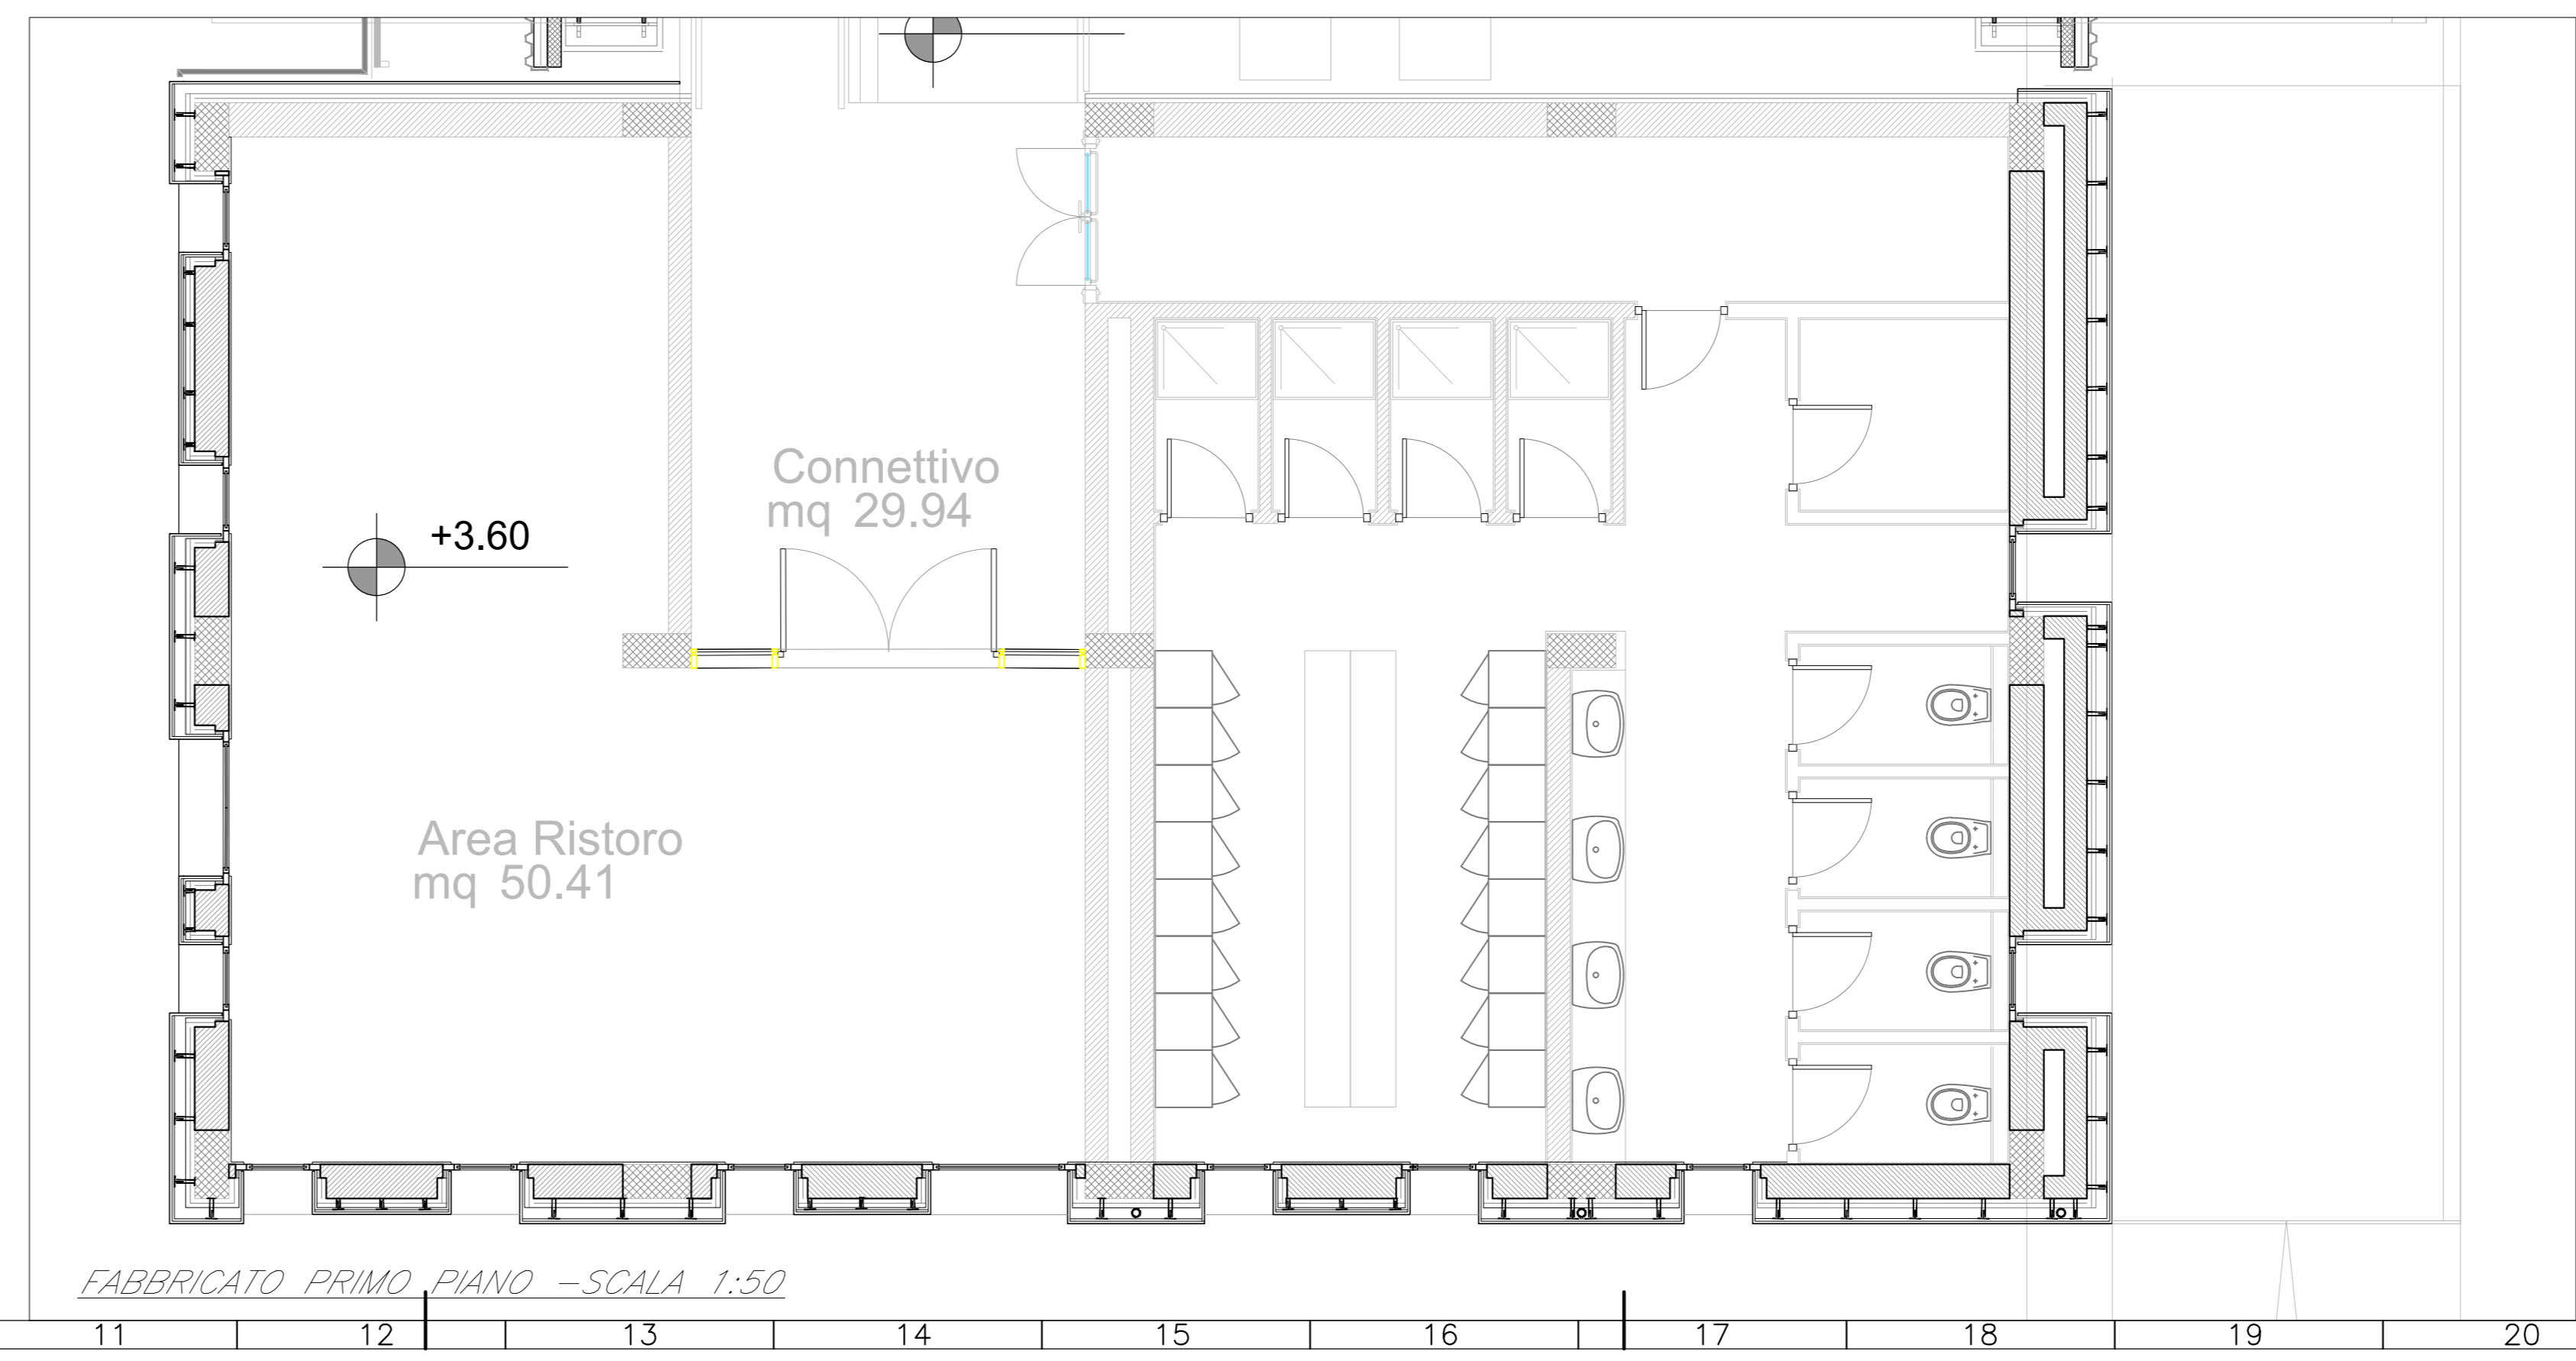 Connettivo
mq 29.94
+3.60
Area Ristoro
mq 50.41
FABBRICATO PRIMO PIANO -SCALA 1:50
11 12 13 14 15 16 17 18 19 20